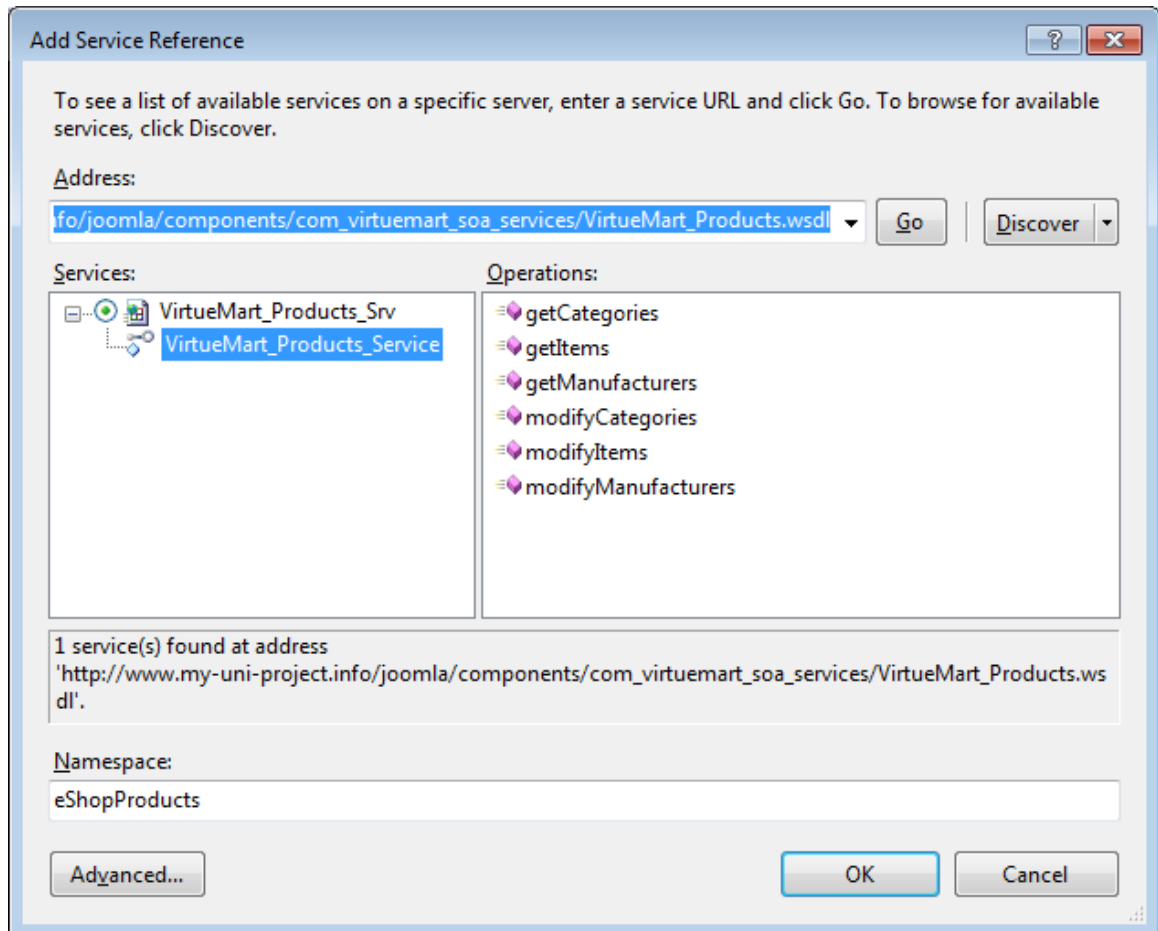 Add Service Reference
To see a list of available services on a specific server, enter a service URL and click Go. To browse for available
services, click Discover.
Address:
nfo/joomla/components/com_virtuemart_soa_services/VirtueMart_Products.wsdl
Go
Discover
Services:
Operations:
VirtueMart_Products_Srv
VirtueMart_Products_Service
getCategories
getItems
getManufacturers
modifyCategories
modifyItems
modifyManufacturers
1 service(s) found at address
'http://www.my-uni-project.info/joomla/components/com_virtuemart_soa_services/VirtueMart_Products.ws
dl'.
Namespace:
eShopProducts
Advanced...
OK
Cancel